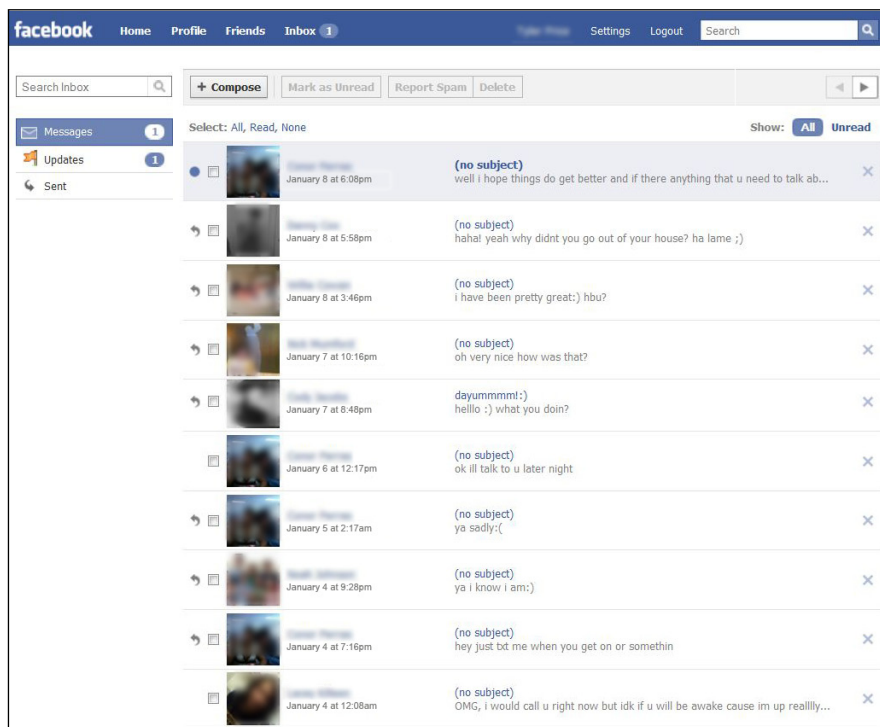 facebook Home Profile Friends Inbox 1 Settings Logout Search
Search Inbox
+ Compose Mark as Unread Report Spam Delete
Messages 1
Updates 1
Sent
Select: All, Read, None Show: All Unread
January 8 at 6:08pm
(no subject)
well i hope things do get better and if there anything that u need to talk ab...
January 8 at 5:58pm
(no subject)
haha! yeah why didnt you go out of your house? ha lame ;)
January 8 at 3:46pm
(no subject)
i have been pretty great:) hbu?
January 7 at 10:16pm
(no subject)
oh very nice how was that?
January 7 at 8:48pm
dayummmm!:)
helllo :) what you doin?
January 6 at 12:17pm
(no subject)
ok ill talk to u later night
January 5 at 2:17am
(no subject)
ya sadly:(
January 4 at 9:28pm
(no subject)
ya i know i am:)
January 4 at 7:16pm
(no subject)
hey just txt me when you get on or somethin
January 4 at 12:08am
(no subject)
OMG, i would call u right now but idk if u will be awake cause im up realllly...